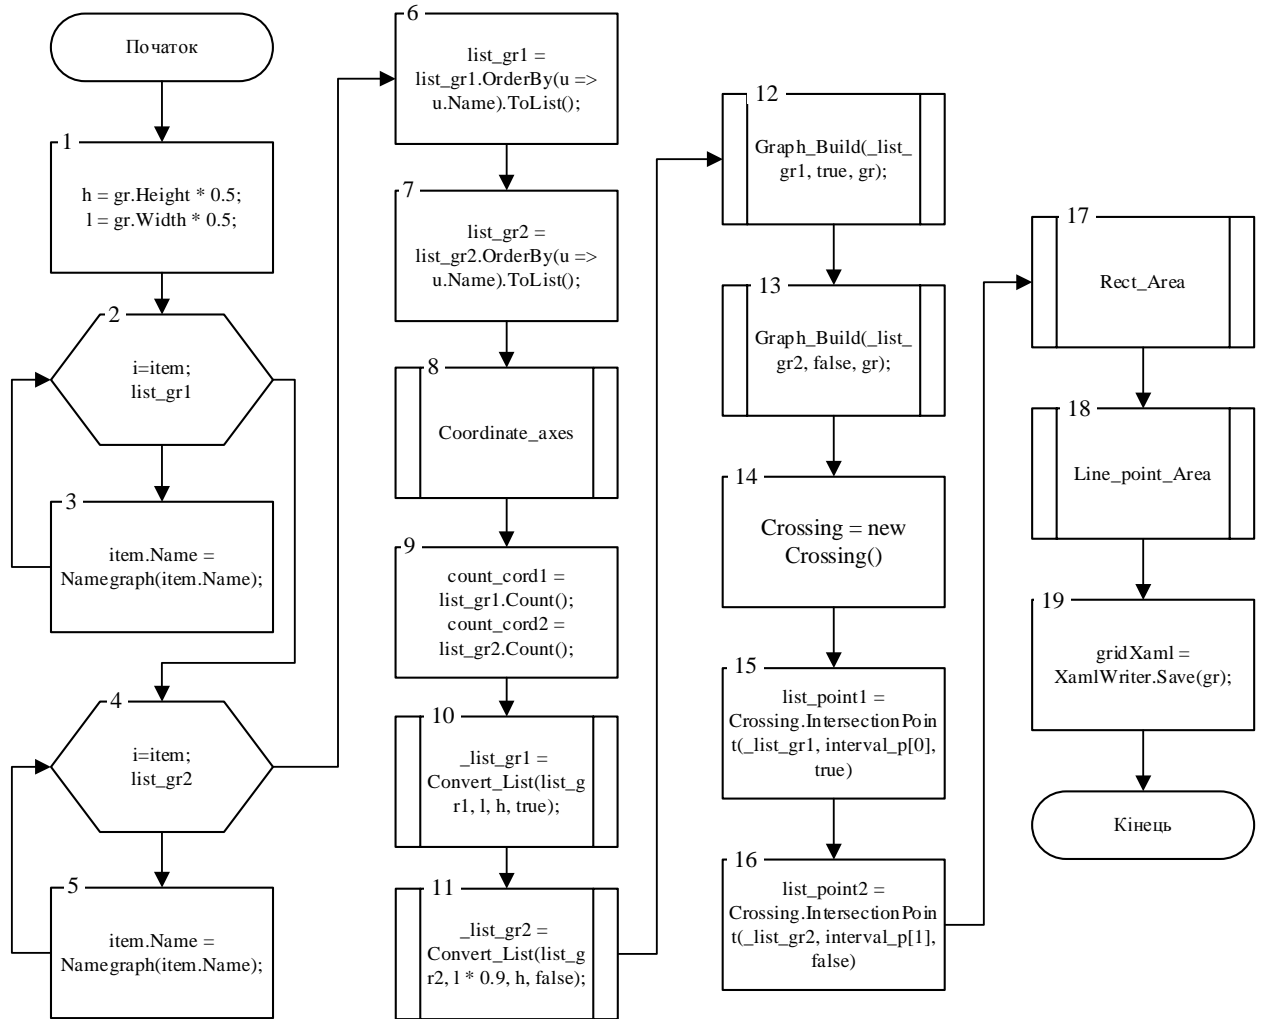 Початок
1
h = gr.Height * 0.5;
l = gr.Width * 0.5;
2
i=item;
list_gr1
3
item.Name =
Namegraph(item.Name);
4
i=item;
list_gr2
5
item.Name =
Namegraph(item.Name);
6
list_gr1 =
list_gr1.OrderBy(u =>
u.Name).ToList();
7
list_gr2 =
list_gr2.OrderBy(u =>
u.Name).ToList();
8
Coordinate_axes
9
count_cord1 =
list_gr1.Count();
count_cord2 =
list_gr2.Count();
10
_list_gr1 =
Convert_List(list_g
r1, l, h, true);
11
_list_gr2 =
Convert_List(list_g
r2, l * 0.9, h, false);
12
Graph_Build(_list_
gr1, true, gr);
13
Graph_Build(_list_
gr2, false, gr);
14
Crossing = new
Crossing()
15
list_point1 =
Crossing.IntersectionPoin
t(_list_gr1, interval_p[0],
true)
16
list_point2 =
Crossing.IntersectionPoin
t(_list_gr2, interval_p[1],
false)
17
Rect_Area
18
Line_point_Area
19
gridXaml =
XamlWriter.Save(gr);
Кінець